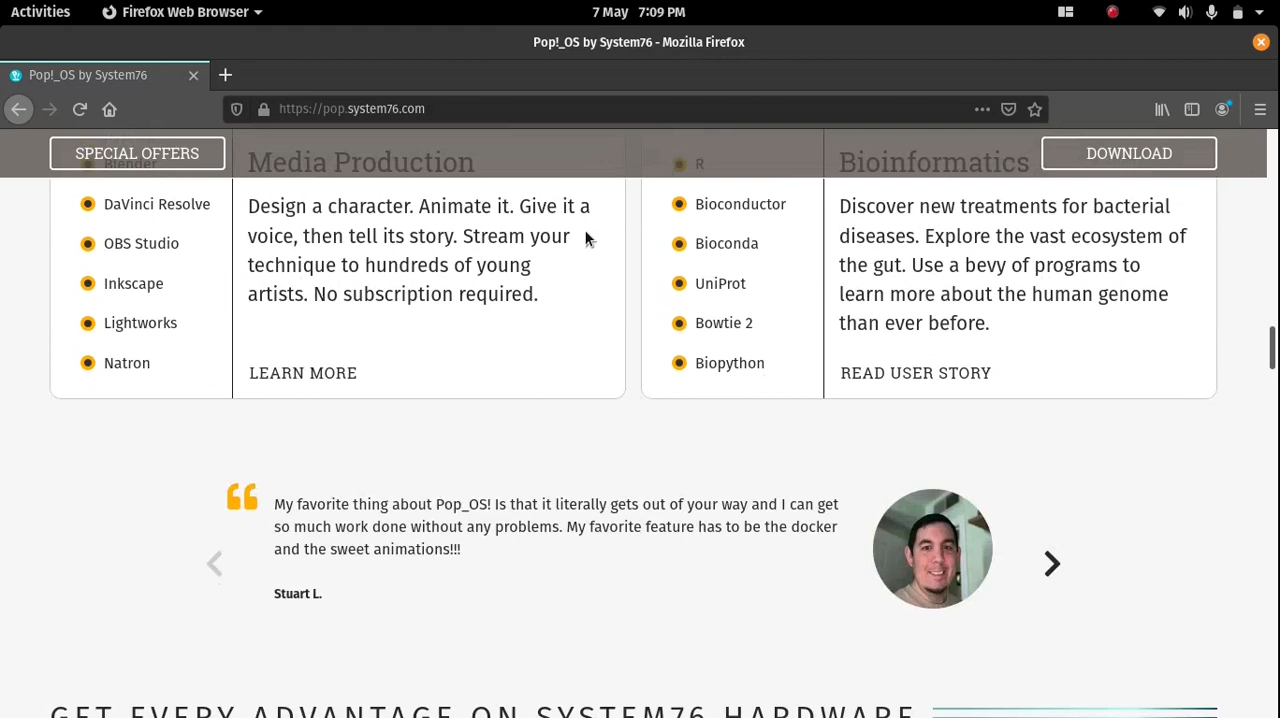 Activities
Firefox Web Browser
7 May 7:09 PM
Pop!_OS by System76 - Mozilla Firefox
Pop!_OS by System76
https://pop.system76.com
SPECIAL OFFERS
DOWNLOAD
Blender
DaVinci Resolve
OBS Studio
Inkscape
Lightworks
Natron
Media Production
Design a character. Animate it. Give it a
voice, then tell its story. Stream your
technique to hundreds of young
artists. No subscription required.
LEARN MORE
R
Bioconductor
Bioconda
UniProt
Bowtie 2
Biopython
Bioinformatics
Discover new treatments for bacterial
diseases. Explore the vast ecosystem of
the gut. Use a bevy of programs to
learn more about the human genome
than ever before.
READ USER STORY
My favorite thing about Pop_OS! Is that it literally gets out of your way and I can get
so much work done without any problems. My favorite feature has to be the docker
and the sweet animations!!!
Stuart L.
GET EVERY ADVANTAGE ON SYSTEM76 HARDWARE